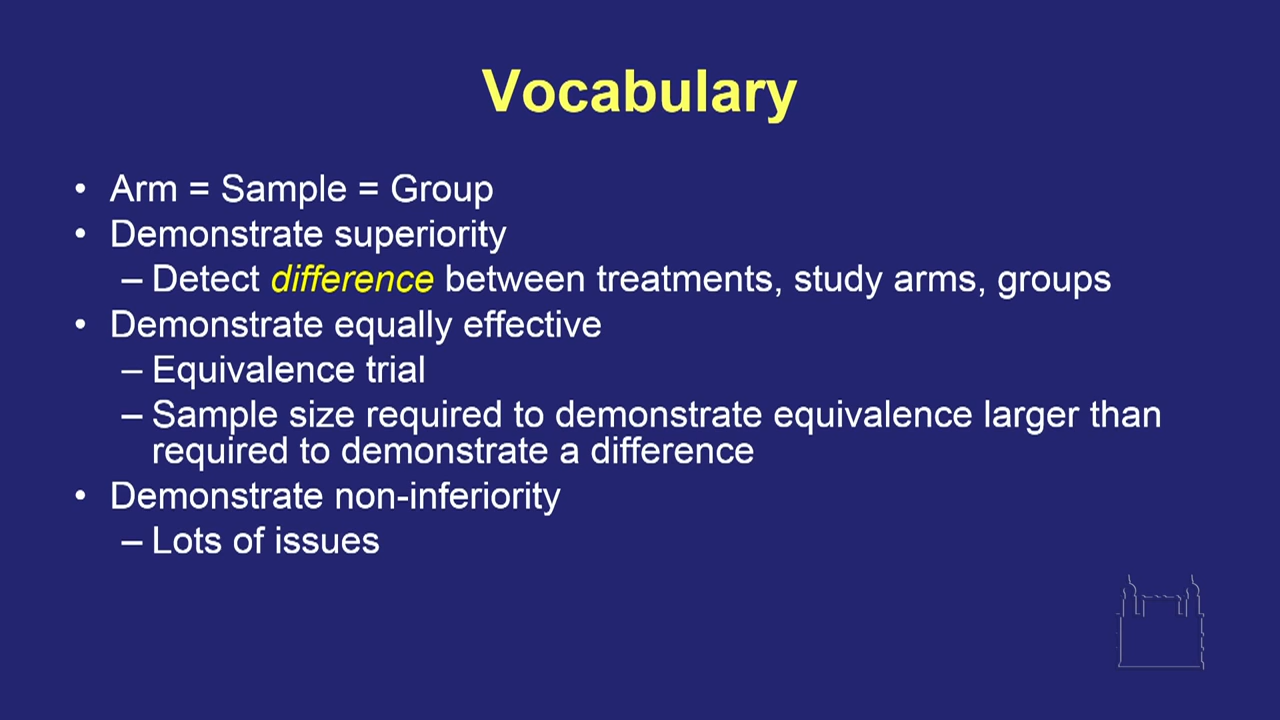 Vocabulary
• Arm = Sample = Group
• Demonstrate superiority
– Detect difference between treatments, study arms, groups
• Demonstrate equally effective
– Equivalence trial
– Sample size required to demonstrate equivalence larger than
required to demonstrate a difference
• Demonstrate non-inferiority
– Lots of issues